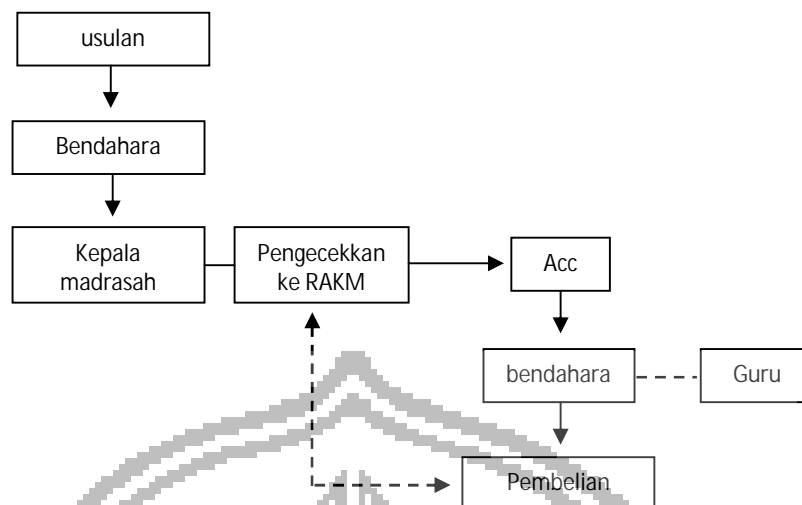 usulan
Bendahara
Kepala
madrasah
Pengecekkan
ke RAKM
Acc
bendahara
Guru
Pembelian